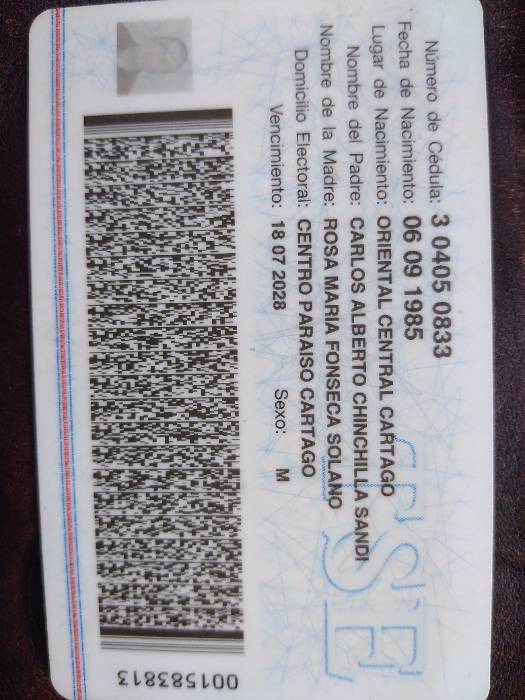 Número de Cédula: 3 0405 0833
Fecha de Nacimiento: 06 09 1985
Lugar de Nacimiento: ORIENTAL CENTRAL CARTAGO
Nombre del Padre: CARLOS ALBERTO CHINCHILLA SANDI
Nombre de la Madre: ROSA MARIA FONSECA SOLANO
Domicilio Electoral: CENTRO PARAISO CARTAGO
Vencimiento: 18 07 2028 Sexo: M
TSE
001583813